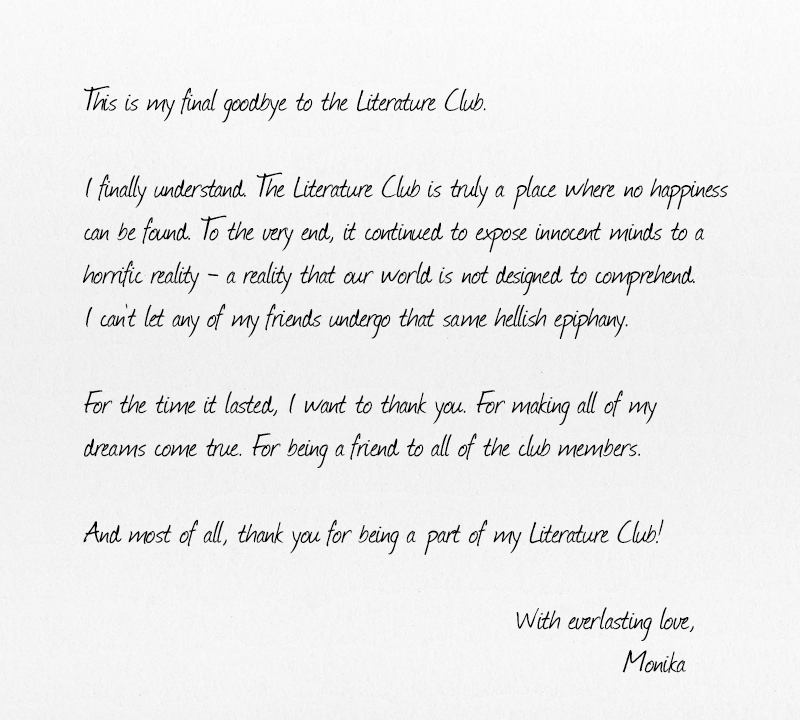 This is my final goodbye to the Literature Club.
I finally understand. The Literature Club is truly a place where no happiness
can be found. To the very end, it continued to expose innocent minds to a
horrific reality - a reality that our world is not designed to comprehend.
I can't let any of my friends undergo that same hellish epiphany.
For the time it lasted, I want to thank you. For making all of my
dreams come true. For being a friend to all of the club members.
And most of all, thank you for being a part of my Literature Club!
With everlasting love,
Monika